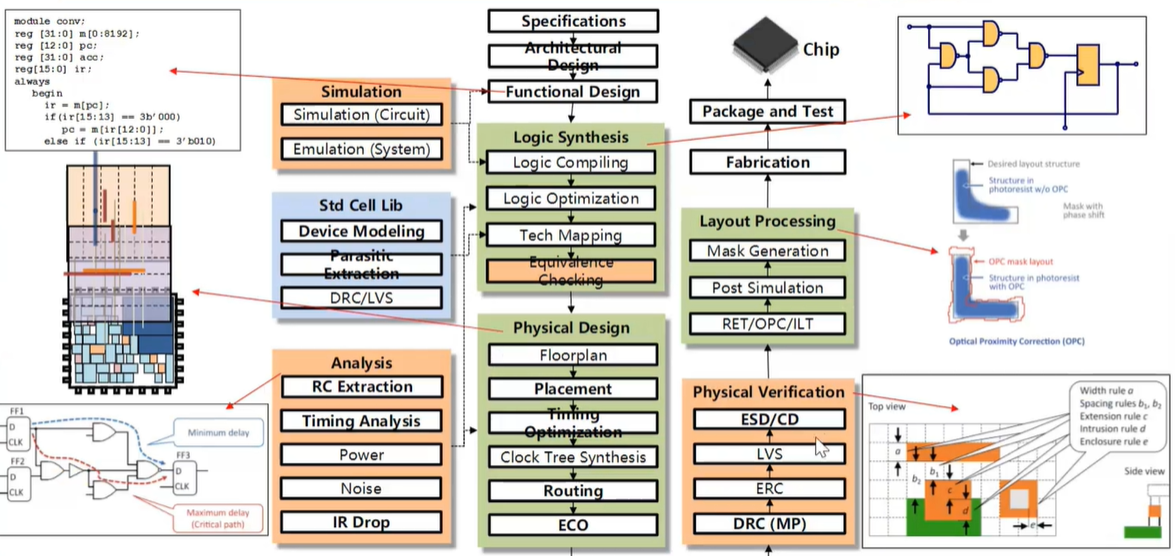 module conv;
reg [31:0] m[0:8192];
reg [12:0] pc;
reg [31:0] acc;
reg[15:0] ir;
always
begin
ir = m[pc];
if(ir[15:13] == 3b'000)
pc = m[ir[12:0]];
else if (ir[15:13] == 3'b010)
FF1
D
CLK
FF2
D
CLK
FF3
D
CLK
Minimum delay
Maximum delay
(Critical path)
Simulation
Simulation (Circuit)
Emulation (System)
Std Cell Lib
Device Modeling
Parasitic
Extraction
DRC/LVS
Analysis
RC Extraction
Timing Analysis
Power
Noise
IR Drop
Specifications
Architectural
Design
Functional Design
Logic Synthesis
Logic Compiling
Logic Optimization
Tech Mapping
Equivalence
Checking
Physical Design
Floorplan
Placement
Timing
Optimization
Clock Tree Synthesis
Routing
ECO
Chip
Package and Test
Fabrication
Layout Processing
Mask Generation
Post Simulation
RET/OPC/ILT
Physical Verification
ESD/CD
LVS
ERC
DRC (MP)
Desired layout structure
Structure in
photoresist w/o OPC
Mask with
phase shift
OPC mask layout
Structure in photoresist
with OPC
Optical Proximity Correction (OPC)
Top view
Width rule a
Spacing rules b1, b2
Extension rule c
Intrusion rule d
Enclosure rule e
Side view
a
b1
b2
c
d
e